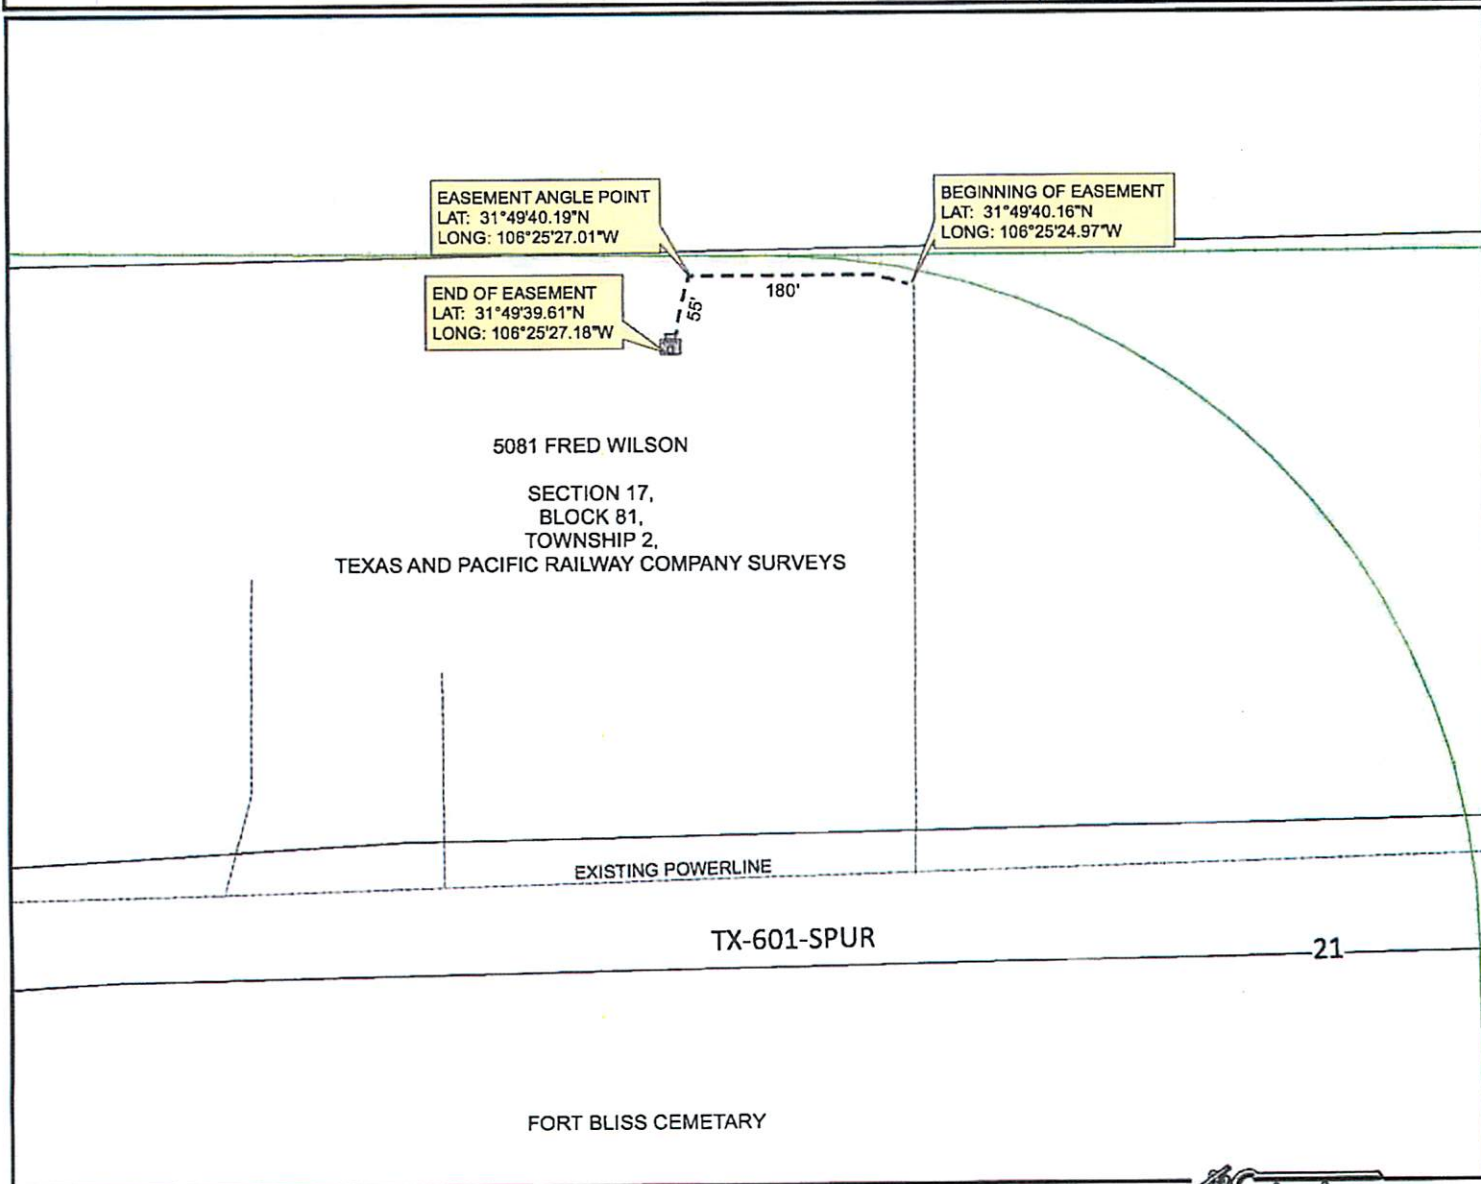 EASEMENT ANGLE POINT
LAT: 31°49'40.19"N
LONG: 106°25'27.01"W
BEGINNING OF EASEMENT
LAT: 31°49'40.16"N
LONG: 106°25'24.97"W
END OF EASEMENT
LAT: 31°49'39.61"N
LONG: 106°25'27.18"W
180'
55'
5081 FRED WILSON
SECTION 17,
BLOCK 81,
TOWNSHIP 2,
TEXAS AND PACIFIC RAILWAY COMPANY SURVEYS
EXISTING POWERLINE
TX-601-SPUR
21
FORT BLISS CEMETARY